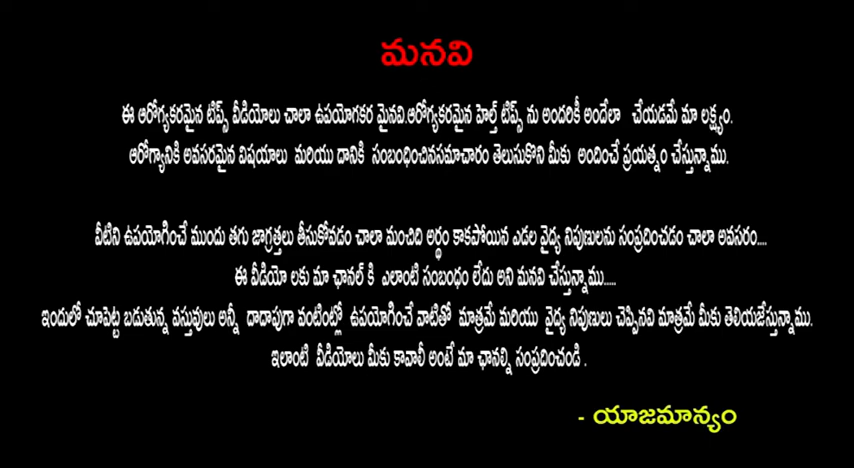 మనవి
ఈ ఆరోగ్యకరమైన టిప్స్ వీడియోలు చాలా ఉపయోగకర మైనవి.ఆరోగ్యకరమైన హెల్త్ టిప్స్ ను అందరికీ అందేలా చేయడమే మా లక్ష్యం.
ఆరోగ్యానికి అవసరమైన విషయాలు మరియు దానికి సంబంధించినసమాచారం తెలుసుకొని మీకు అందించే ప్రయత్నం చేస్తున్నాము.
వీటిని ఉపయోగించే ముందు తగు జాగ్రత్తలు తీసుకోవడం చాలా మంచిది అర్థం కాకపోయిన ఎడల వైద్య నిపుణులను సంప్రదించడం చాలా అవసరం....
ఈ వీడియో లకు మా ఛానల్ కి ఎలాంటి సంబంధం లేదు అని మనవి చేస్తున్నాము.....
ఇందులో చూపెట్ట బడుతున్న వస్తువులు అన్నీ దాదాపుగా వంటింట్లో ఉపయోగించే వాటితో మాత్రమే మరియు వైద్య నిపుణులు చెప్పినవి మాత్రమే మీకు తెలియజేస్తున్నాము.
ఇలాంటి వీడియోలు మీకు కావాలీ అంటే మా ఛానల్ని సంప్రదించండి .
- యాజమాన్యం